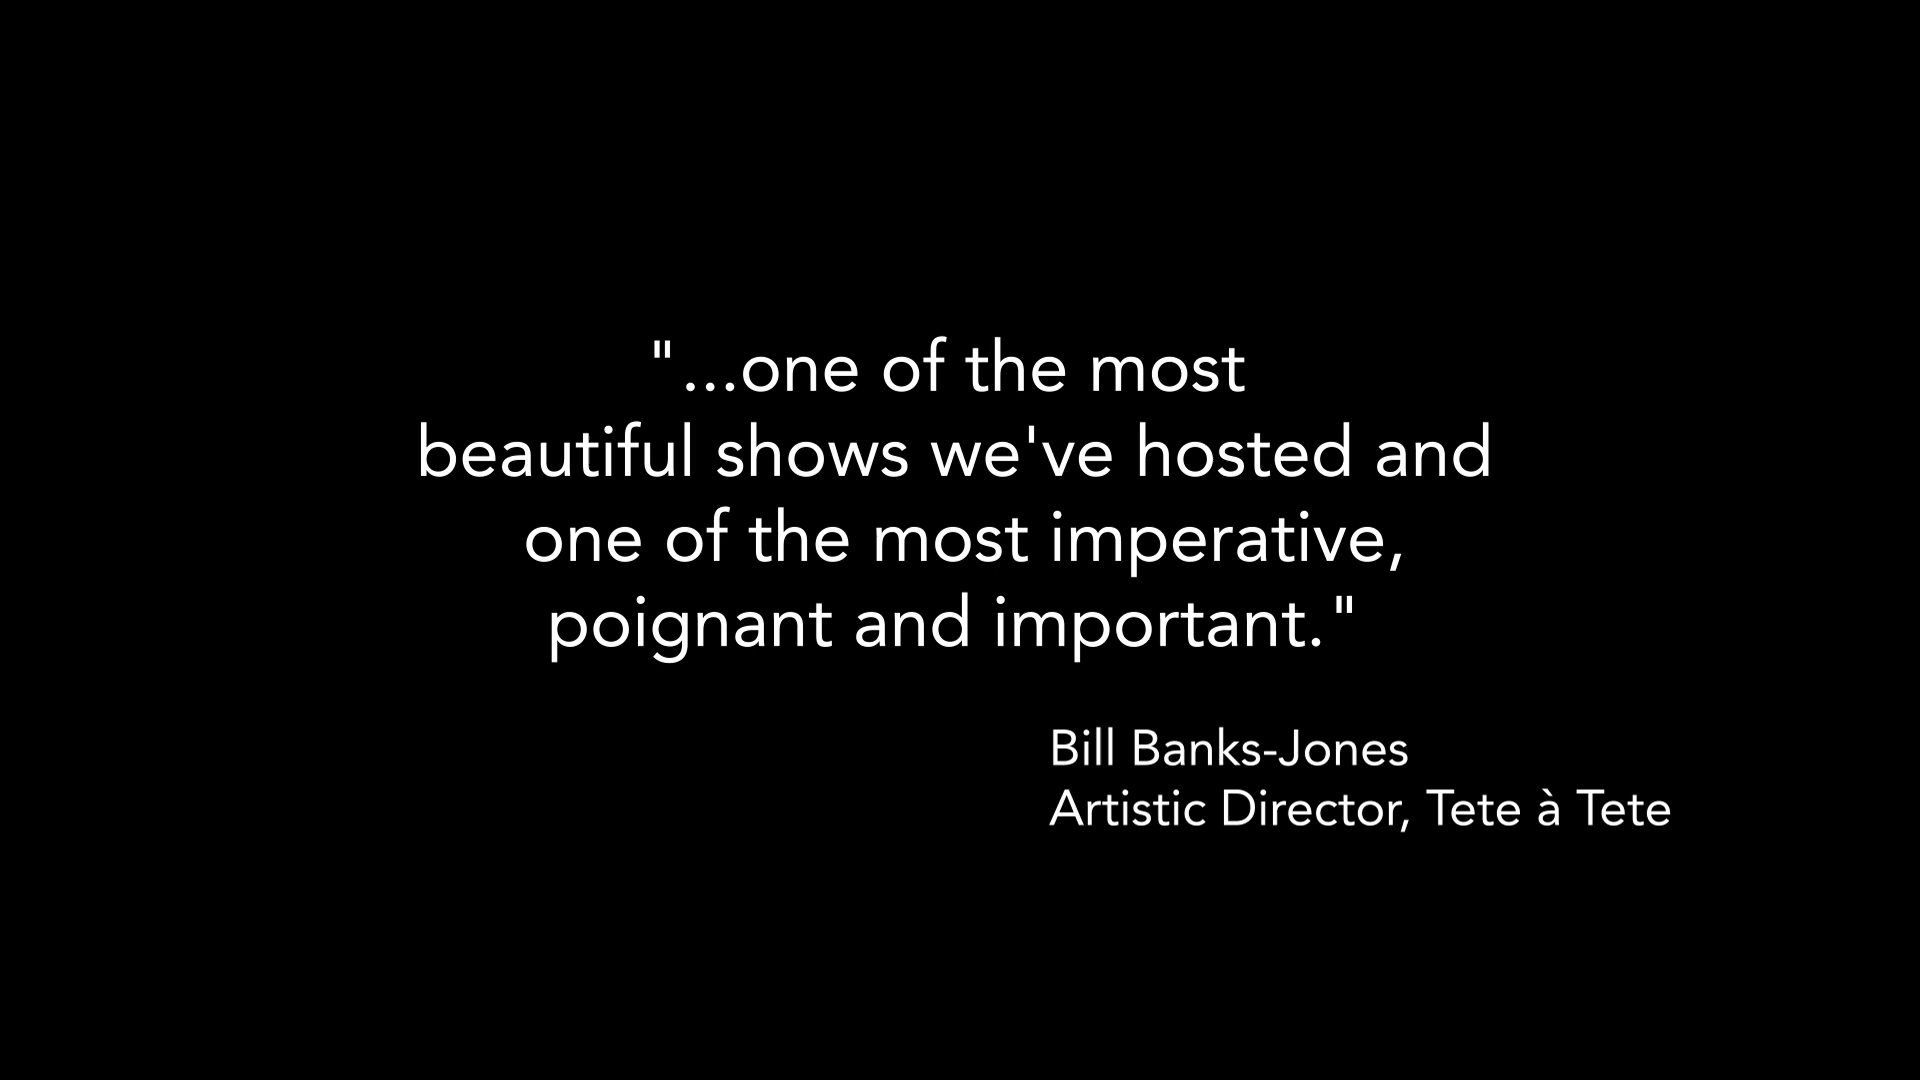 "...one of the most
beautiful shows we've hosted and
one of the most imperative,
poignant and important."
Bill Banks-Jones
Artistic Director, Tete à Tete